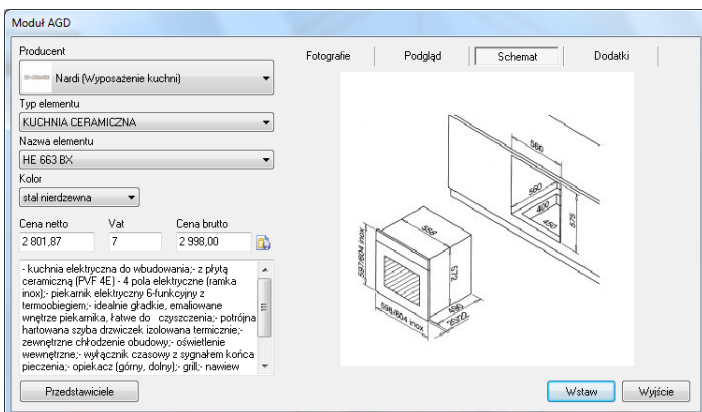 Moduł AGD
Producent
Nardi (Wyposażenie kuchni)
Typ elementu
KUCHNIA CERAMICZNA
Nazwa elementu
HE 663 BX
Kolor
stal nierdzewna
Cena netto Vat Cena brutto
2 801,87 7 2 998,00
- kuchnia elektryczna do wbudowania;- z płytą
ceramiczną (PVF 4E) - 4 pola elektryczne (ramka
inox);- piekarnik elektryczny 6-funkcyjny z
termoobiegiem;- idealnie gładkie, emaliowane
wnętrze piekarnika, łatwe do czyszczenia;- potrójna
hartowana szyba drzwiczek izolowana termicznie;-
zewnętrzne chłodzenie obudowy;- oświetlenie
wewnętrzne;- wyłącznik czasowy z sygnałem końca
pieczenia;- opiekacz (górny, dolny);- grill;- nawiew
Przedstawiciele
Fotografie Podgląd Schemat Dodatki
560
560
400
450
575
558
597/604 inox
572
598/604 inox
Wstaw Wyjście